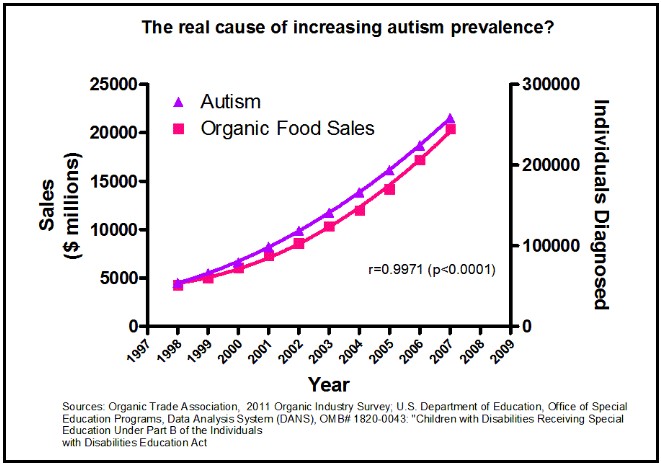 The real cause of increasing autism prevalence?
25000
20000
15000
10000
5000
0
Sales
($ millions)
Autism
Organic Food Sales
r=0.9971 (p<0.0001)
300000
200000
100000
0
Individuals Diagnosed
1997
1998
1999
2000
2001
2002
2003
2004
2005
2006
2007
2008
2009
Year
Sources: Organic Trade Association, 2011 Organic Industry Survey; U.S. Department of Education, Office of Special
Education Programs, Data Analysis System (DANS), OMB# 1820-0043: "Children with Disabilities Receiving Special
Education Under Part B of the Individuals
with Disabilities Education Act